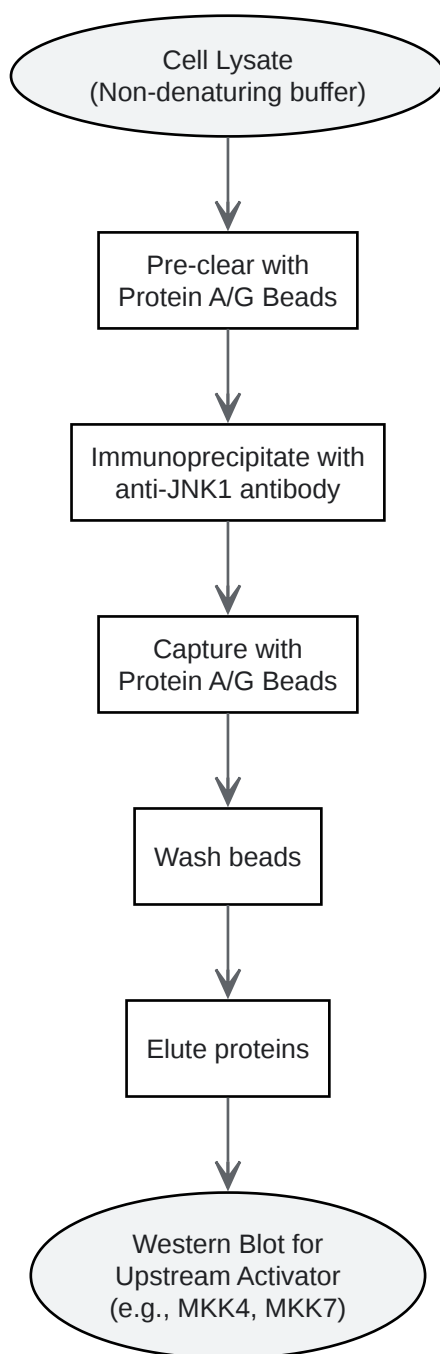 Cell Lysate
(Non-denaturing buffer)
Pre-clear with
Protein A/G Beads
Immunoprecipitate with
anti-JNK1 antibody
Capture with
Protein A/G Beads
Wash beads
Elute proteins
Western Blot for
Upstream Activator
(e.g., MKK4, MKK7)